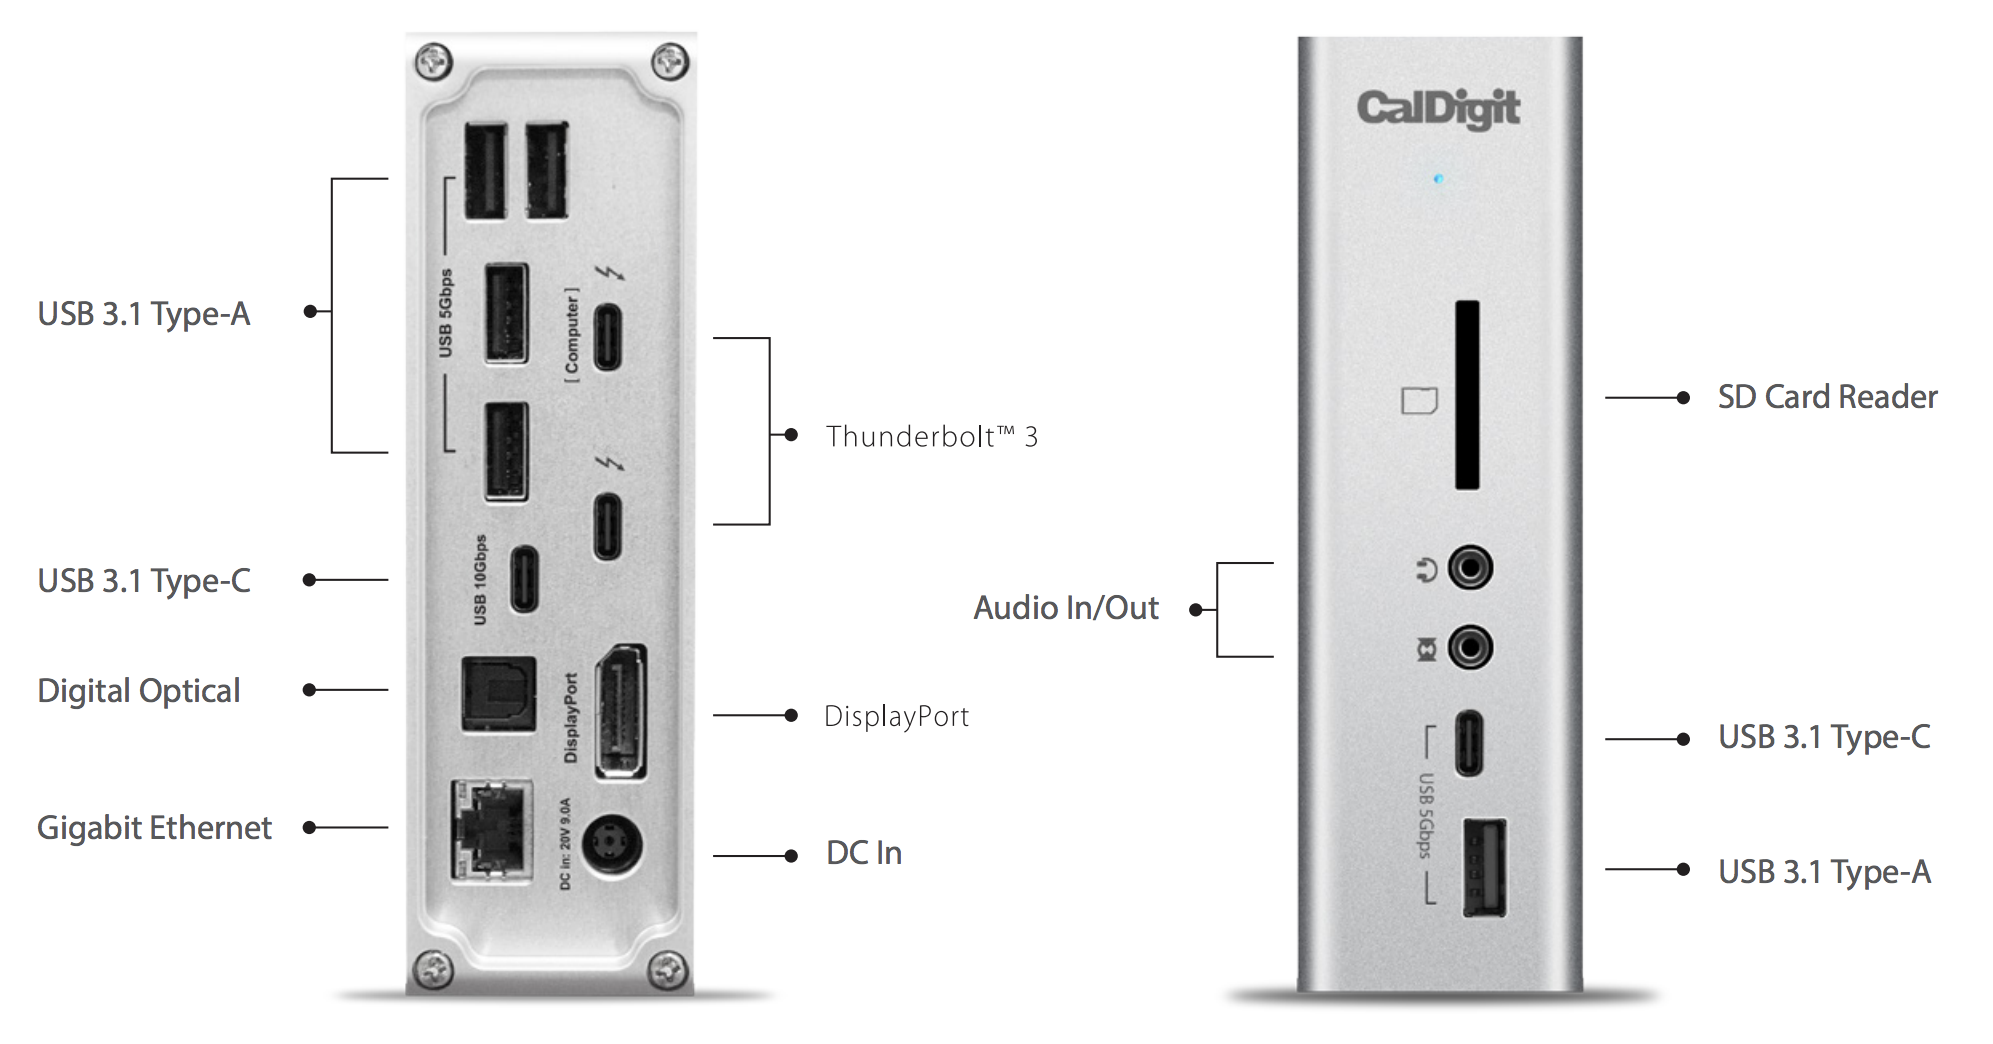 USB 3.1 Type-A
USB 3.1 Type-C
Digital Optical
Gigabit Ethernet
USB 5Gbps
[ Computer ]
USB 10Gbps
DisplayPort
DC in: 20V 9.0A
Thunderbolt™ 3
DisplayPort
DC In
Audio In/Out
CalDigit
USB 5Gbps
SD Card Reader
USB 3.1 Type-C
USB 3.1 Type-A